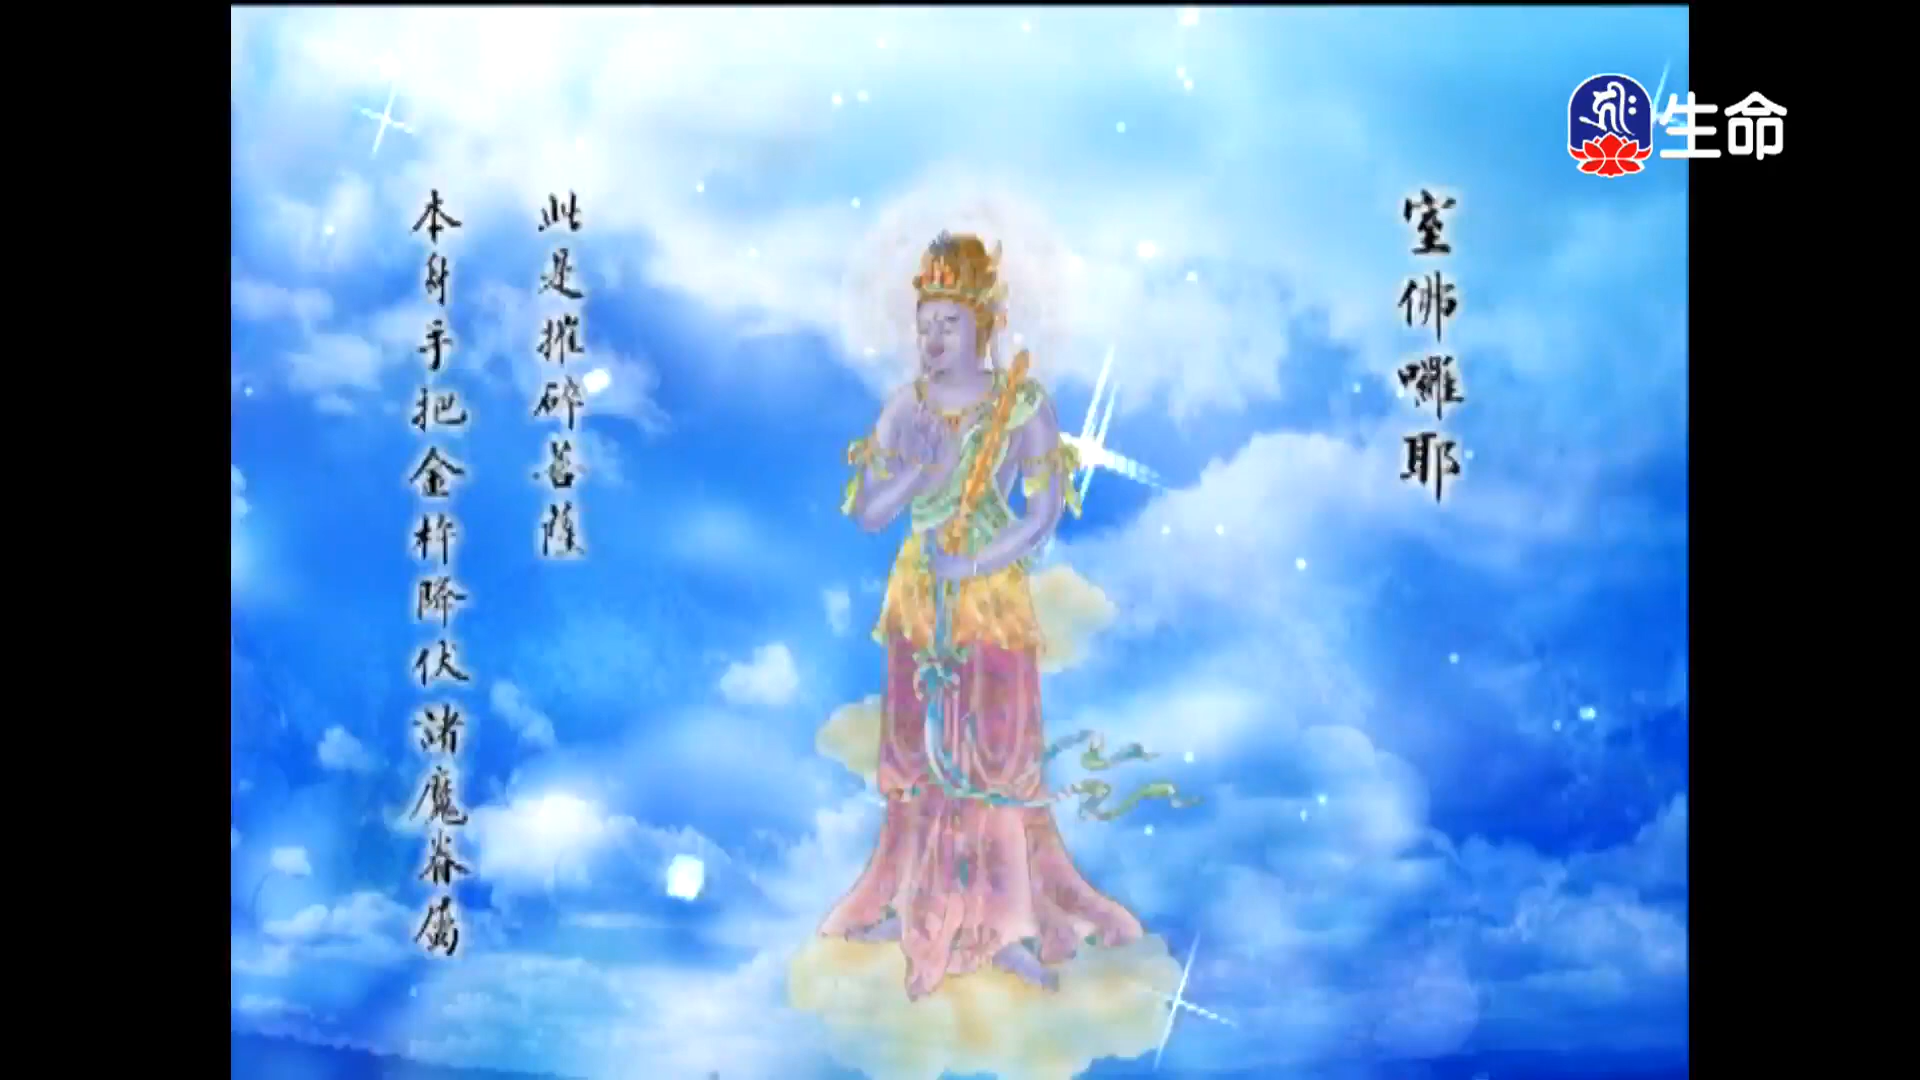 生命
室佛囉耶
此是摧碎菩薩
本身手把金杵降伏諸魔眷屬